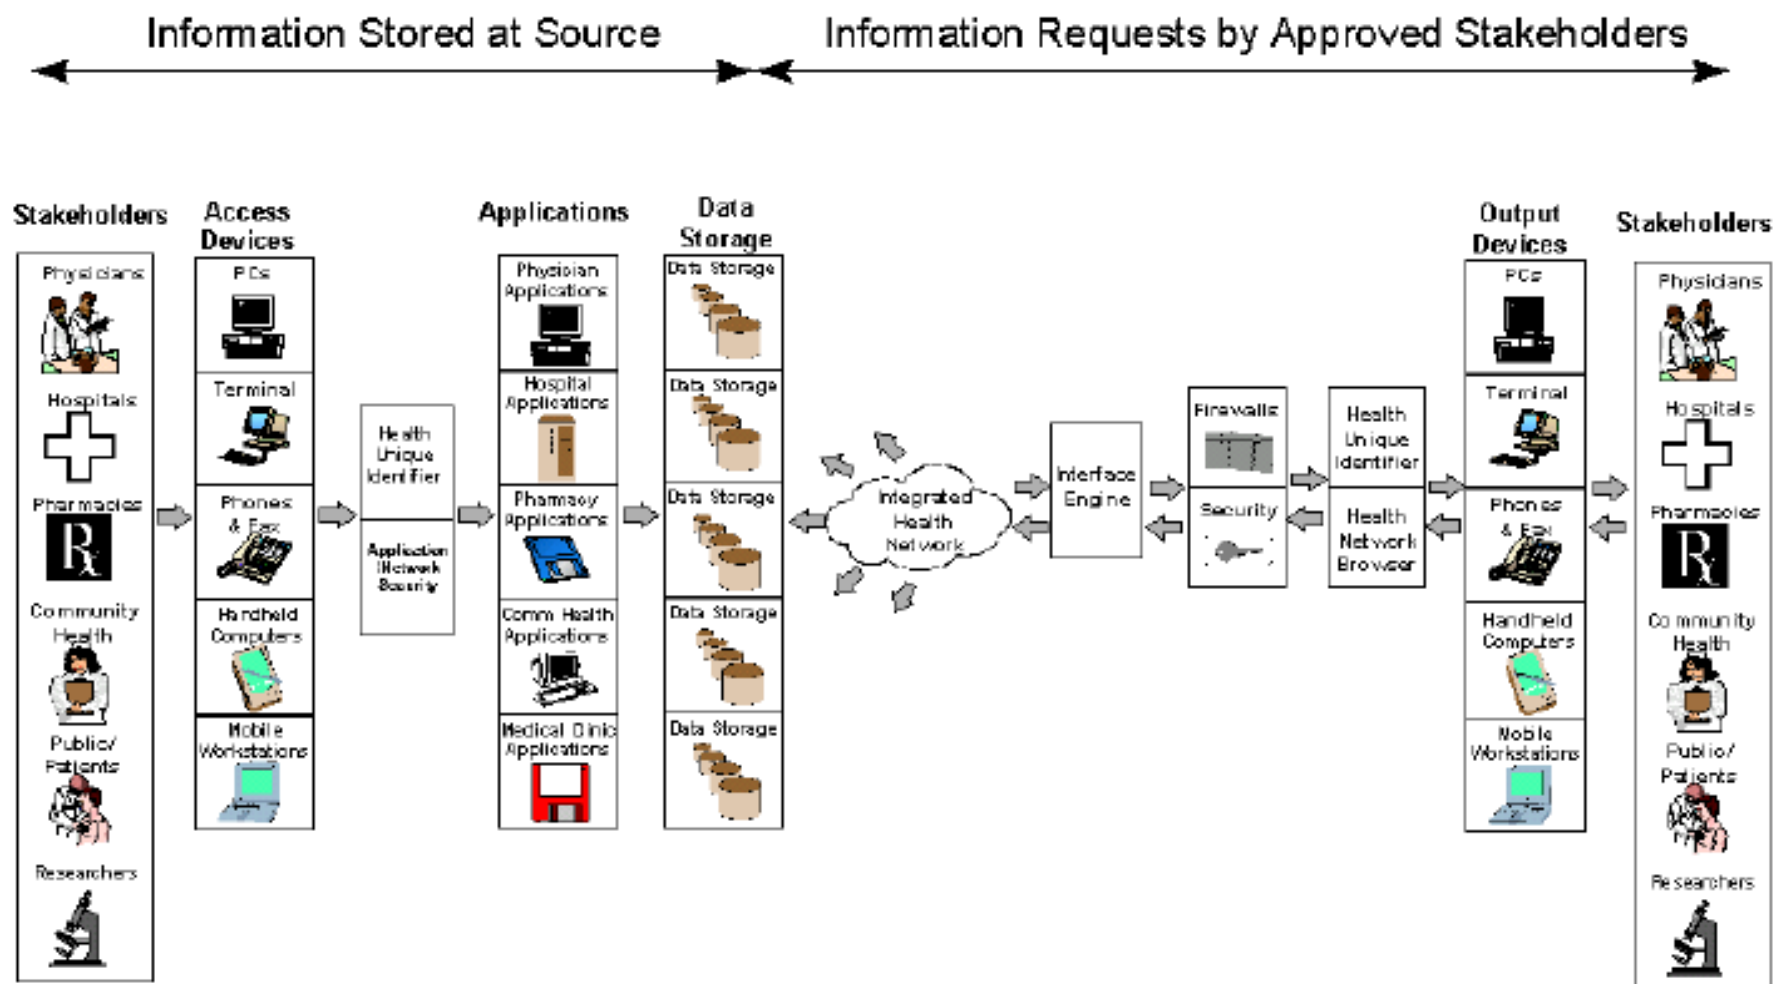 Information Stored at Source
Information Requests by Approved Stakeholders
Stakeholders
Physicians
Hospitals
Pharmacies
Rx
Community
Health
Public/
Patients
Researchers
Access
Devices
PCs
Terminal
Phones
& Fax
Handheld
Computers
Mobile
Workstations
Health
Unique
Identifier
Application
/Network
Security
Applications
Physician
Applications
Hospital
Applications
Pharmacy
Applications
Comm Health
Applications
Medical Clinic
Applications
Data
Storage
Data Storage
Data Storage
Data Storage
Data Storage
Data Storage
Integrated
Health
Network
Interface
Engine
Firewalls
Security
Health
Unique
Identifier
Health
Network
Browser
Output
Devices
PCs
Terminal
Phones
& Fax
Handheld
Computers
Mobile
Workstations
Stakeholders
Physicians
Hospitals
Pharmacies
Rx
Community
Health
Public/
Patients
Researchers